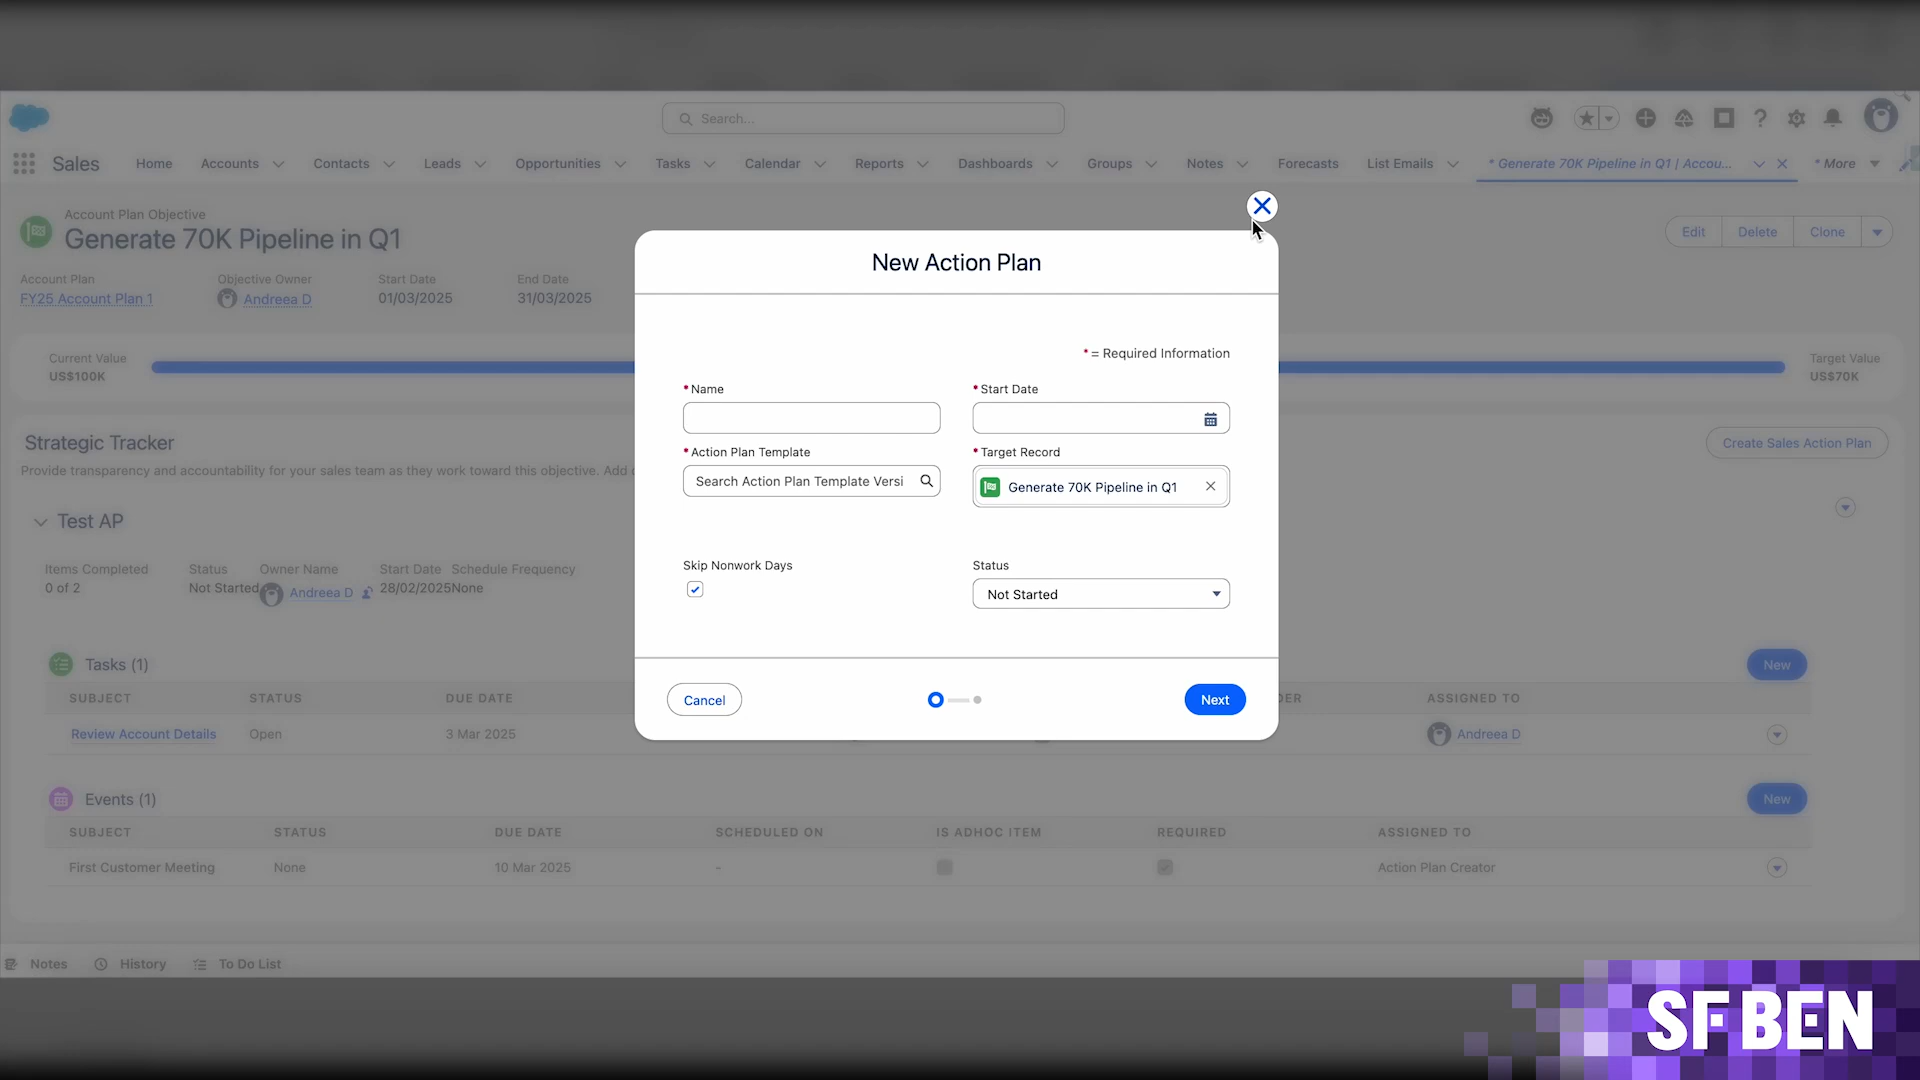 Search...
Sales
Home
Accounts
Contacts
Leads
Opportunities
Tasks
Calendar
Reports
Dashboards
Groups
Notes
Forecasts
List Emails
* Generate 70K Pipeline in Q1 | Accou...
* More
Account Plan Objective
Generate 70K Pipeline in Q1
Edit
Delete
Clone
Account Plan
Objective Owner
Start Date
End Date
FY25 Account Plan 1
Andreea D
01/03/2025
31/03/2025
Current Value
US$100K
Target Value
US$70K
Strategic Tracker
Create Sales Action Plan
Provide transparency and accountability for your sales team as they work toward this objective. Add
Test AP
Items Completed
Status
Owner Name
Start Date
Schedule Frequency
0 of 2
Not Started
Andreea D
28/02/2025
None
Tasks (1)
New
SUBJECT
STATUS
DUE DATE
DER
ASSIGNED TO
Review Account Details
Open
3 Mar 2025
Andreea D
Events (1)
New
SUBJECT
STATUS
DUE DATE
SCHEDULED ON
IS ADHOC ITEM
REQUIRED
ASSIGNED TO
First Customer Meeting
None
10 Mar 2025
-
Action Plan Creator
Notes
History
To Do List
New Action Plan
* = Required Information
* Name
* Start Date
* Action Plan Template
* Target Record
Search Action Plan Template Versi
Generate 70K Pipeline in Q1
Skip Nonwork Days
Status
Not Started
Cancel
Next
SF BEN